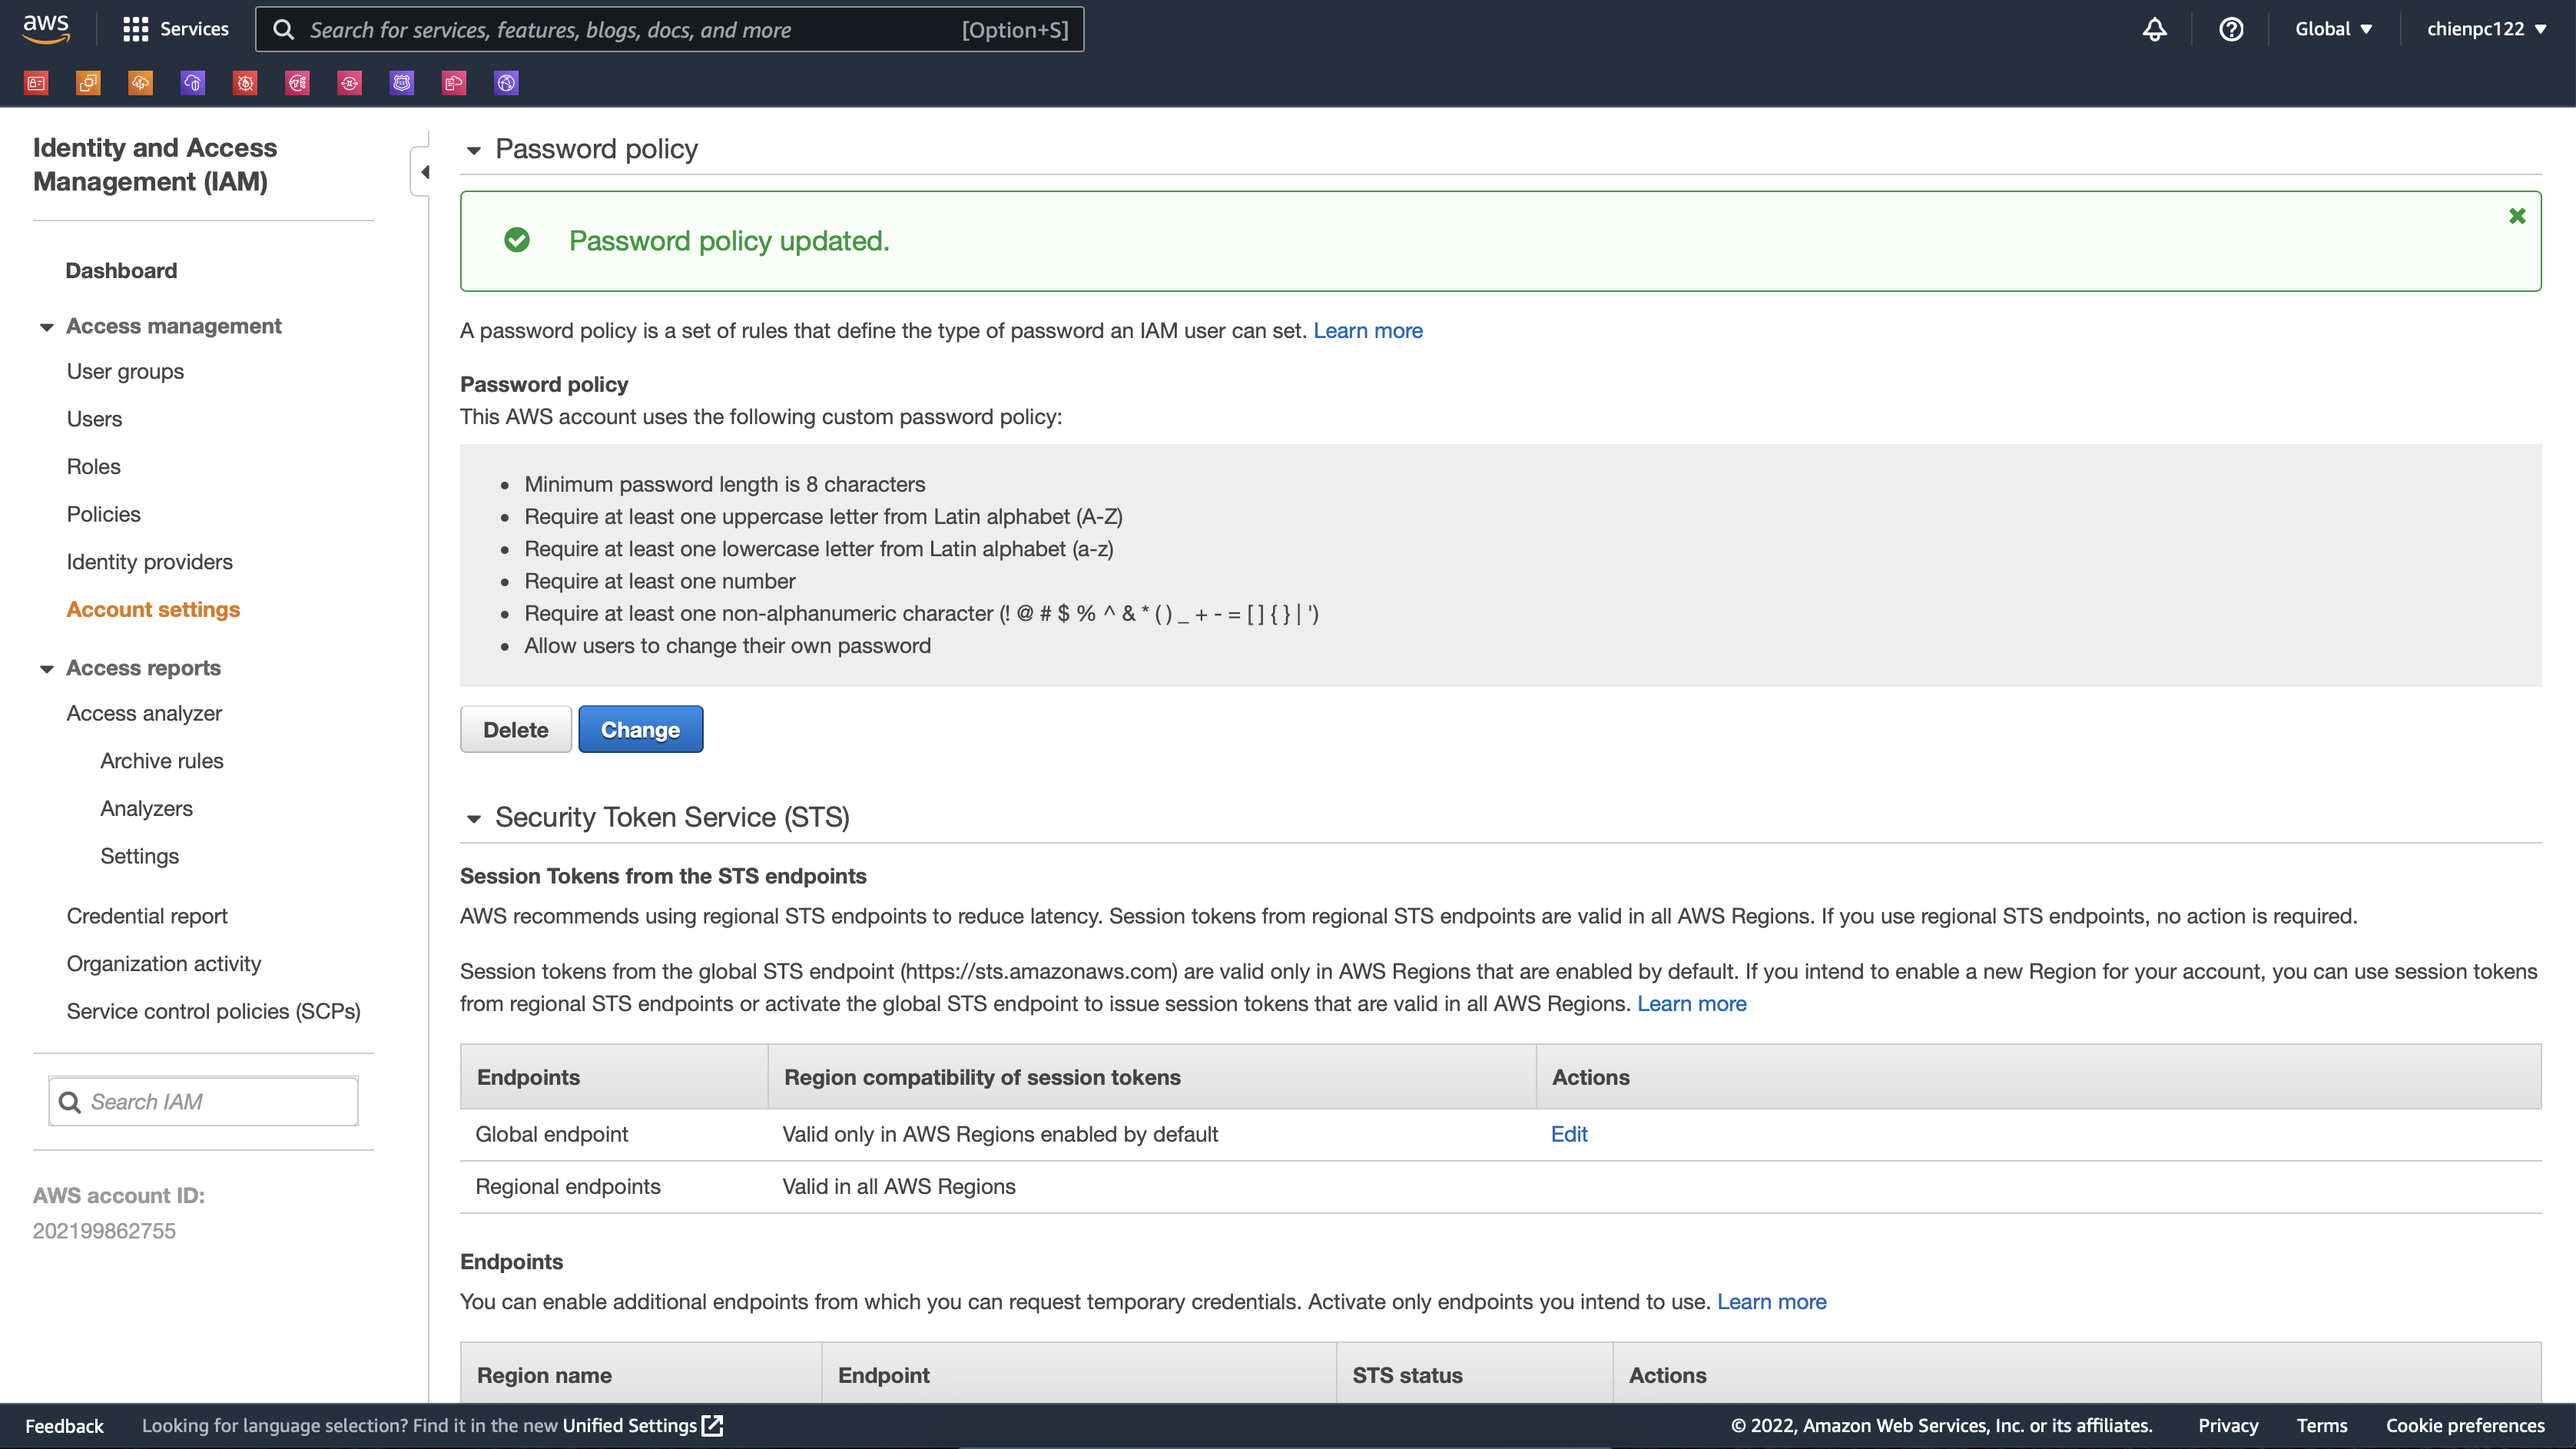 aws
Services
Search for services, features, blogs, docs, and more
[Option+S]
Global
chienpc122
Identity and Access
Management (IAM)
Dashboard
Access management
User groups
Users
Roles
Policies
Identity providers
Account settings
Access reports
Access analyzer
Archive rules
Analyzers
Settings
Credential report
Organization activity
Service control policies (SCPs)
Search IAM
AWS account ID:
202199862755
Password policy
Password policy updated.
A password policy is a set of rules that define the type of password an IAM user can set. Learn more
Password policy
This AWS account uses the following custom password policy:
• Minimum password length is 8 characters
• Require at least one uppercase letter from Latin alphabet (A-Z)
• Require at least one lowercase letter from Latin alphabet (a-z)
• Require at least one number
• Require at least one non-alphanumeric character (! @ # $ % ^ & * ( ) _ + - = [ ] { } | ')
• Allow users to change their own password
Delete
Change
Security Token Service (STS)
Session Tokens from the STS endpoints
AWS recommends using regional STS endpoints to reduce latency. Session tokens from regional STS endpoints are valid in all AWS Regions. If you use regional STS endpoints, no action is required.
Session tokens from the global STS endpoint (https://sts.amazonaws.com) are valid only in AWS Regions that are enabled by default. If you intend to enable a new Region for your account, you can use session tokens
from regional STS endpoints or activate the global STS endpoint to issue session tokens that are valid in all AWS Regions. Learn more
Endpoints Region compatibility of session tokens Actions
Global endpoint Valid only in AWS Regions enabled by default Edit
Regional endpoints Valid in all AWS Regions
Endpoints
You can enable additional endpoints from which you can request temporary credentials. Activate only endpoints you intend to use. Learn more
Region name Endpoint STS status Actions
Feedback
Looking for language selection? Find it in the new Unified Settings
© 2022, Amazon Web Services, Inc. or its affiliates.
Privacy
Terms
Cookie preferences